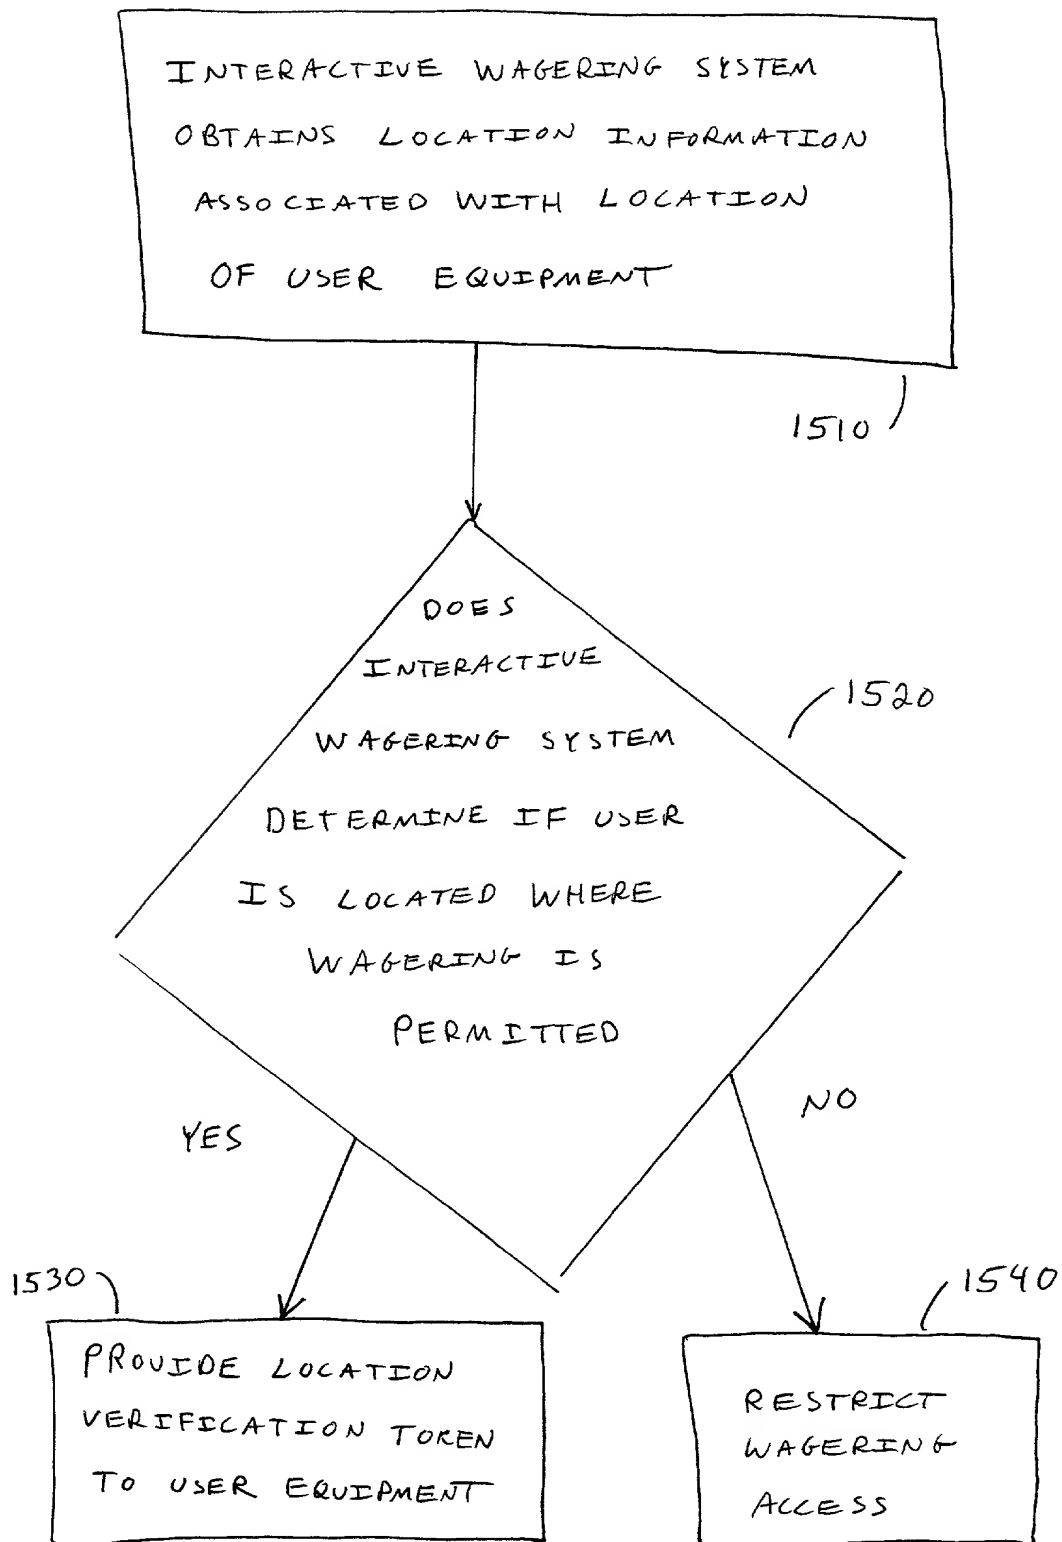 INTERACTIVE WAGERING SYSTEM
OBTAINS LOCATION INFORMATION
ASSOCIATED WITH LOCATION
OF USER EQUIPMENT
1510
DOES
INTERACTIVE
WAGERING SYSTEM
DETERMINE IF USER
IS LOCATED WHERE
WAGERING IS
PERMITTED
1520
YES
NO
1530
PROVIDE LOCATION
VERIFICATION TOKEN
TO USER EQUIPMENT
1540
RESTRICT
WAGERING
ACCESS